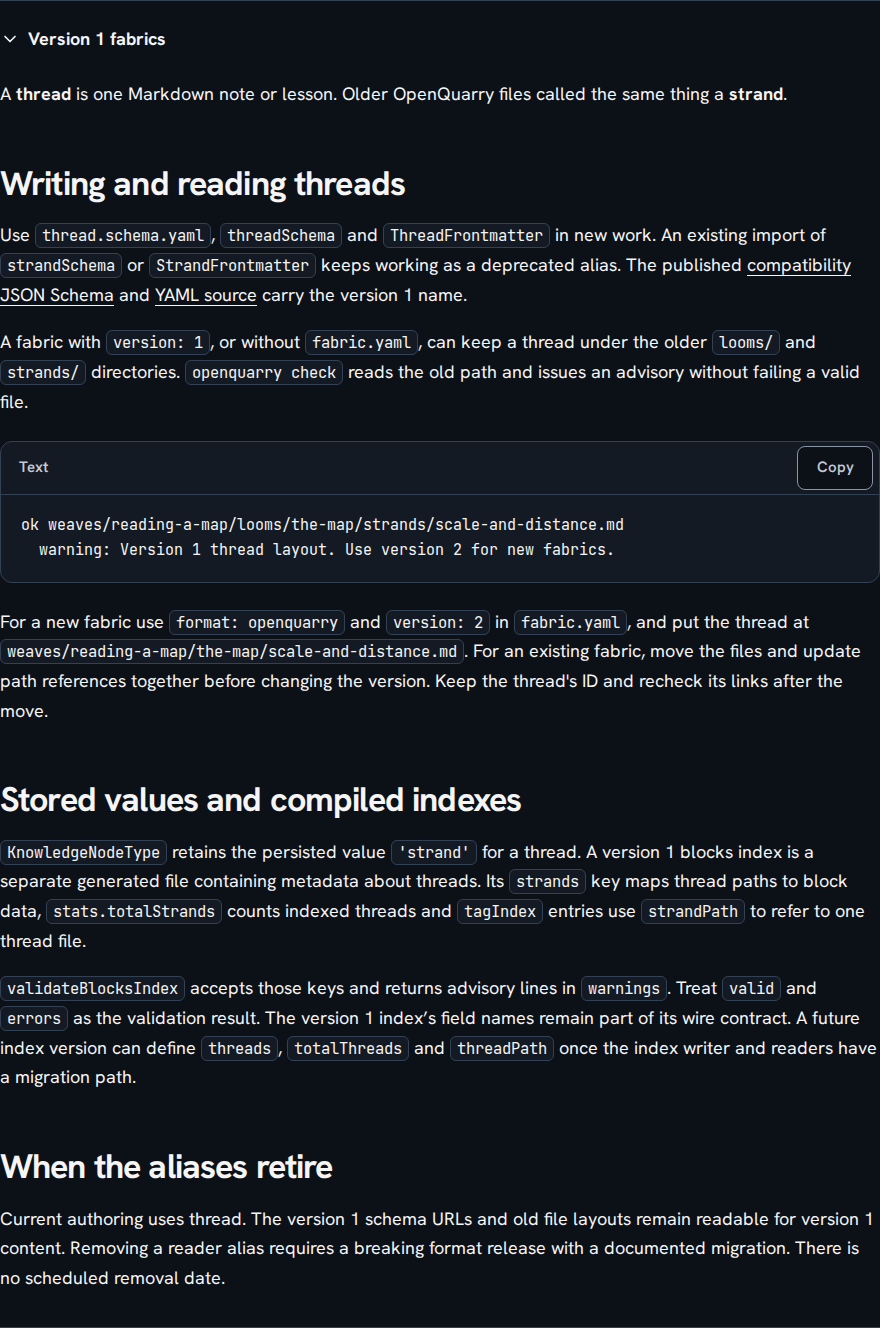 Version 1 fabrics
A thread is one Markdown note or lesson. Older OpenQuarry files called the same thing a strand.
Writing and reading threads
Use thread.schema.yaml, threadSchema and ThreadFrontmatter in new work. An existing import of
strandSchema or StrandFrontmatter keeps working as a deprecated alias. The published compatibility
JSON Schema and YAML source carry the version 1 name.
A fabric with version: 1, or without fabric.yaml, can keep a thread under the older looms/ and
strands/ directories. openquarry check reads the old path and issues an advisory without failing a valid
file.
Text
Copy
ok weaves/reading-a-map/looms/the-map/strands/scale-and-distance.md
warning: Version 1 thread layout. Use version 2 for new fabrics.
For a new fabric use format: openquarry and version: 2 in fabric.yaml, and put the thread at
weaves/reading-a-map/the-map/scale-and-distance.md. For an existing fabric, move the files and update
path references together before changing the version. Keep the thread's ID and recheck its links after the
move.
Stored values and compiled indexes
KnowledgeNodeType retains the persisted value 'strand' for a thread. A version 1 blocks index is a
separate generated file containing metadata about threads. Its strands key maps thread paths to block
data, stats.totalStrands counts indexed threads and tagIndex entries use strandPath to refer to one
thread file.
validateBlocksIndex accepts those keys and returns advisory lines in warnings. Treat valid and
errors as the validation result. The version 1 index’s field names remain part of its wire contract. A future
index version can define threads, totalThreads and threadPath once the index writer and readers have
a migration path.
When the aliases retire
Current authoring uses thread. The version 1 schema URLs and old file layouts remain readable for version 1
content. Removing a reader alias requires a breaking format release with a documented migration. There is
no scheduled removal date.